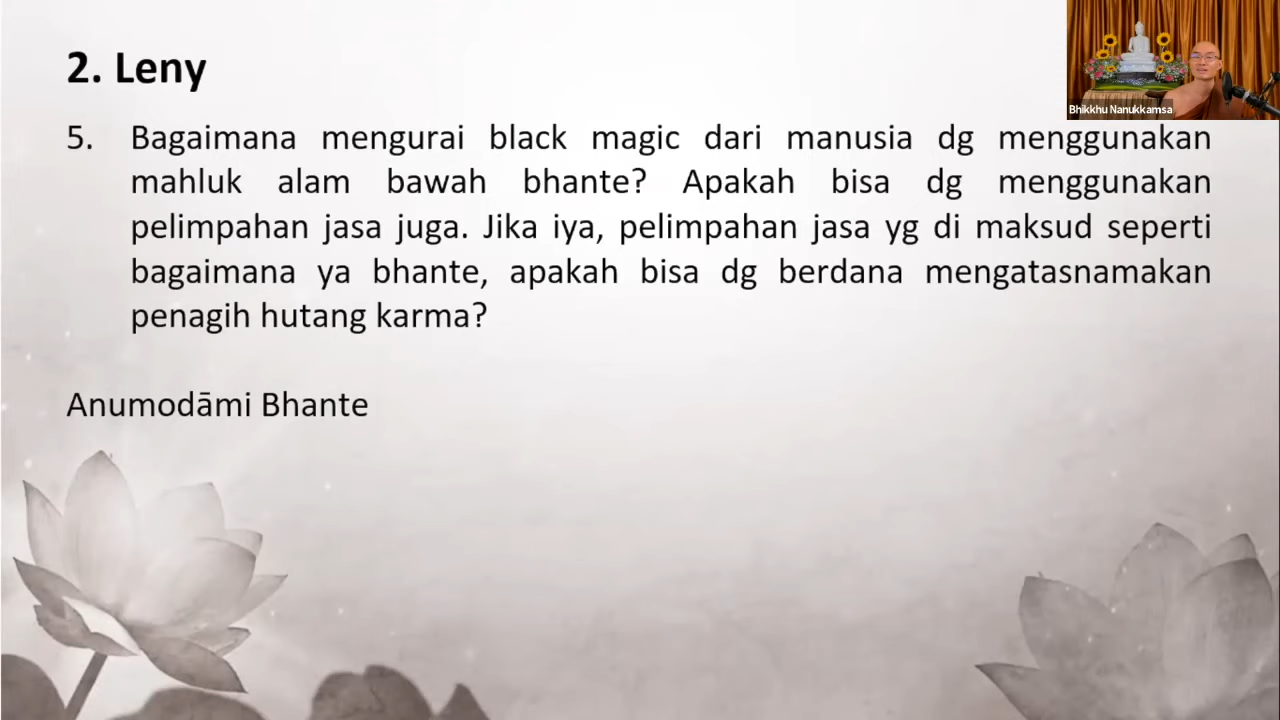 2. Leny
Bhikkhu Nanukkamsa
5. Bagaimana mengurai black magic dari manusia dg menggunakan
mahluk alam bawah bhante? Apakah bisa dg menggunakan
pelimpahan jasa juga. Jika iya, pelimpahan jasa yg di maksud seperti
bagaimana ya bhante, apakah bisa dg berdana mengatasnamakan
penagih hutang karma?
Anumodāmi Bhante